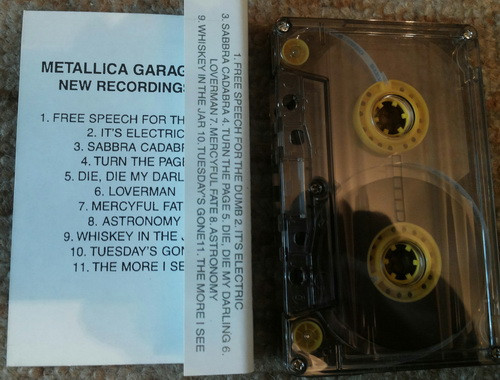 METALLICA GARAG
NEW RECORDINGS
1. FREE SPEECH FOR TH
2. IT'S ELECTRIC
3. SABBRA CADABR
4. TURN THE PAGE
5. DIE, DIE MY DARL
6. LOVERMAN
7. MERCYFUL FAT
8. ASTRONOMY
9. WHISKEY IN THE J
10. TUESDAY'S GON
11. THE MORE I SEE
1. FREE SPEECH FOR THE DUMB 2. IT'S ELECTRIC
3. SABBRA CADABRA 4. TURN THE PAGE 5. DIE, DIE MY DARLING 6.
LOVERMAN 7. MERCYFUL FATE 8. ASTRONOMY
9. WHISKEY IN THE JAR 10. TUESDAY'S GONE11. THE MORE I SEE